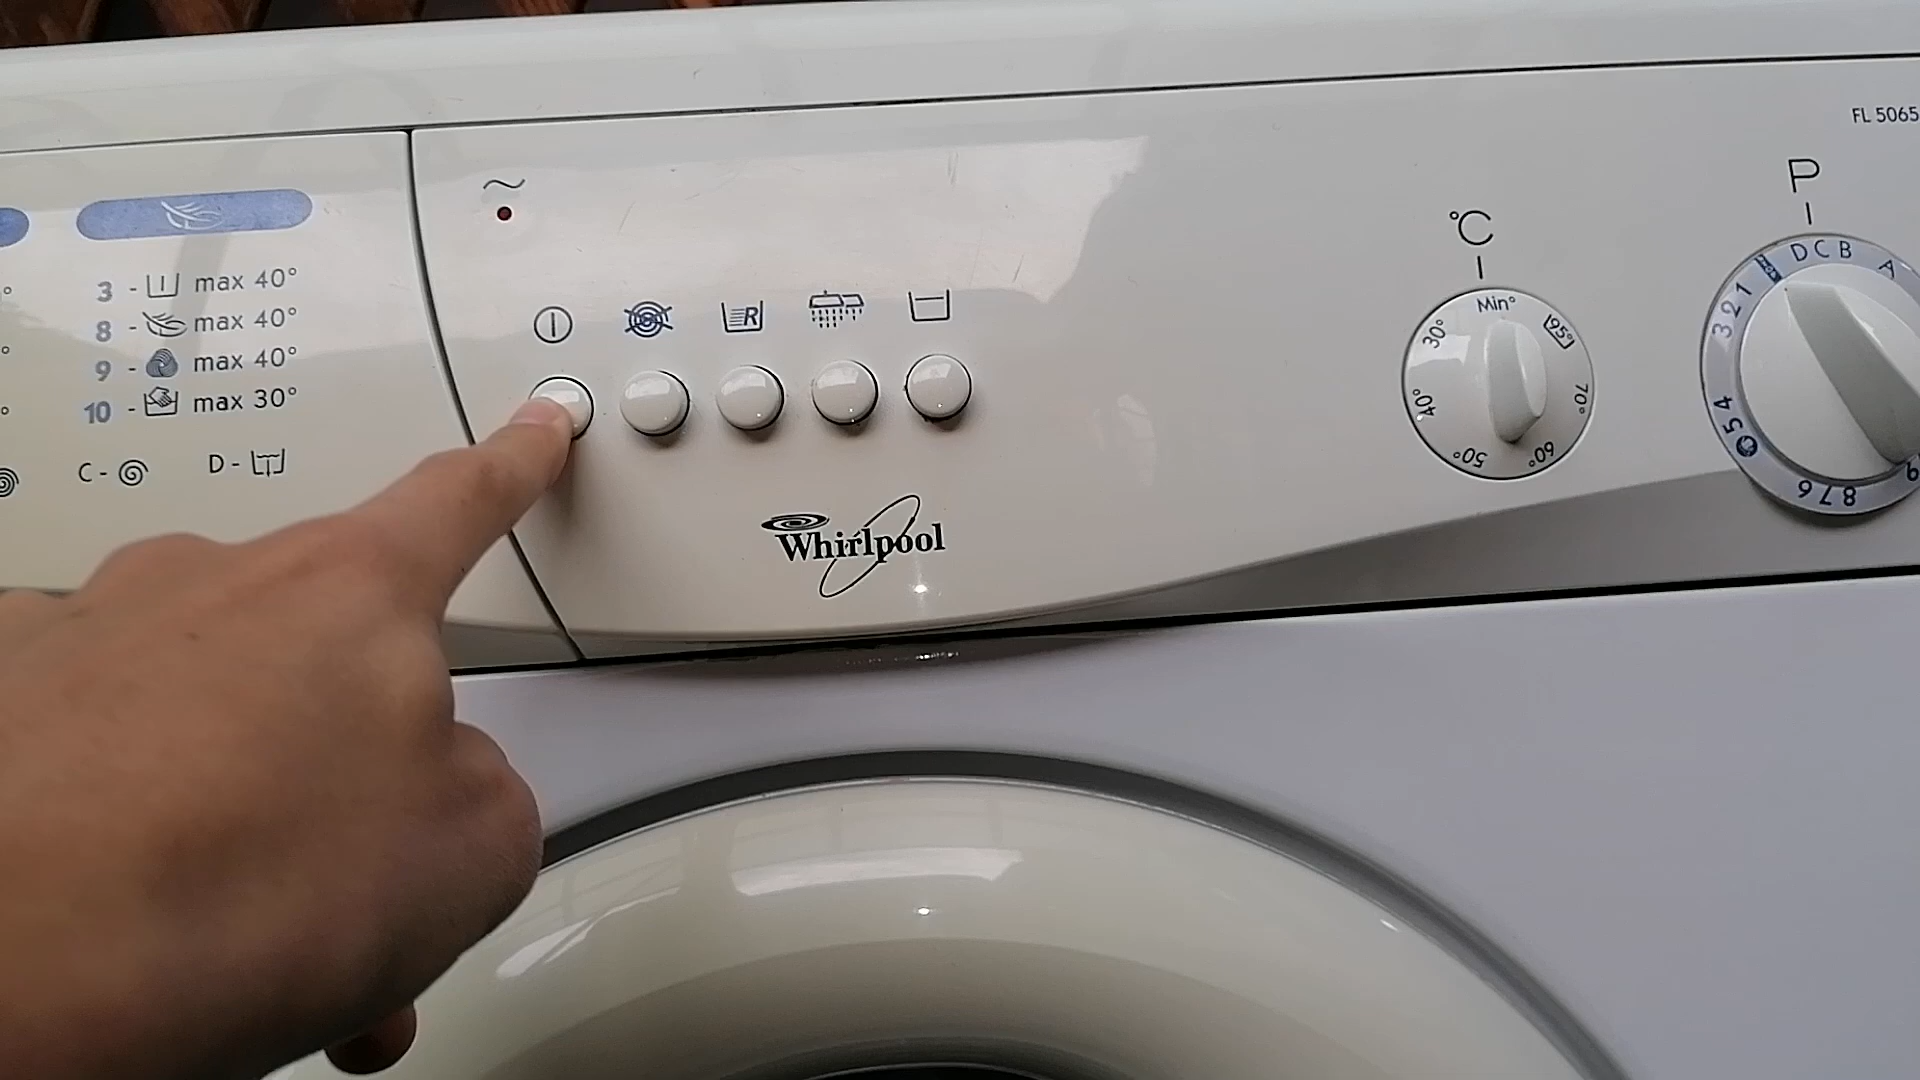 FL 5065
P
°C
3 - max 40°
8 - max 40°
9 - max 40°
10 - max 30°
C -
D -
R
Whirlpool
Min°
95°
70°
60°
50°
40°
30°
D C B A
1
2
3
4
5
6
7
8
9